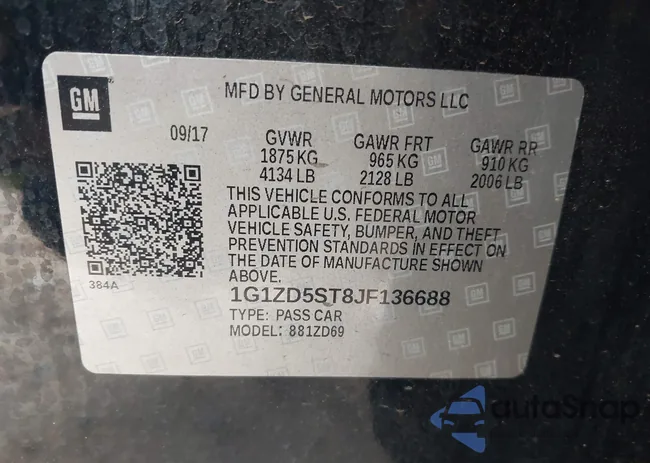 GM
MFD BY GENERAL MOTORS LLC
09/17 GVWR GAWR FRT GAWR RR
1875 KG 965 KG 910 KG
4134 LB 2128 LB 2006 LB
THIS VEHICLE CONFORMS TO ALL
APPLICABLE U.S. FEDERAL MOTOR
VEHICLE SAFETY, BUMPER, AND THEFT
PREVENTION STANDARDS IN EFFECT ON
THE DATE OF MANUFACTURE SHOWN
ABOVE.
384A
1G1ZD5ST8JF136688
TYPE: PASS CAR
MODEL: 881ZD69
autoSnap